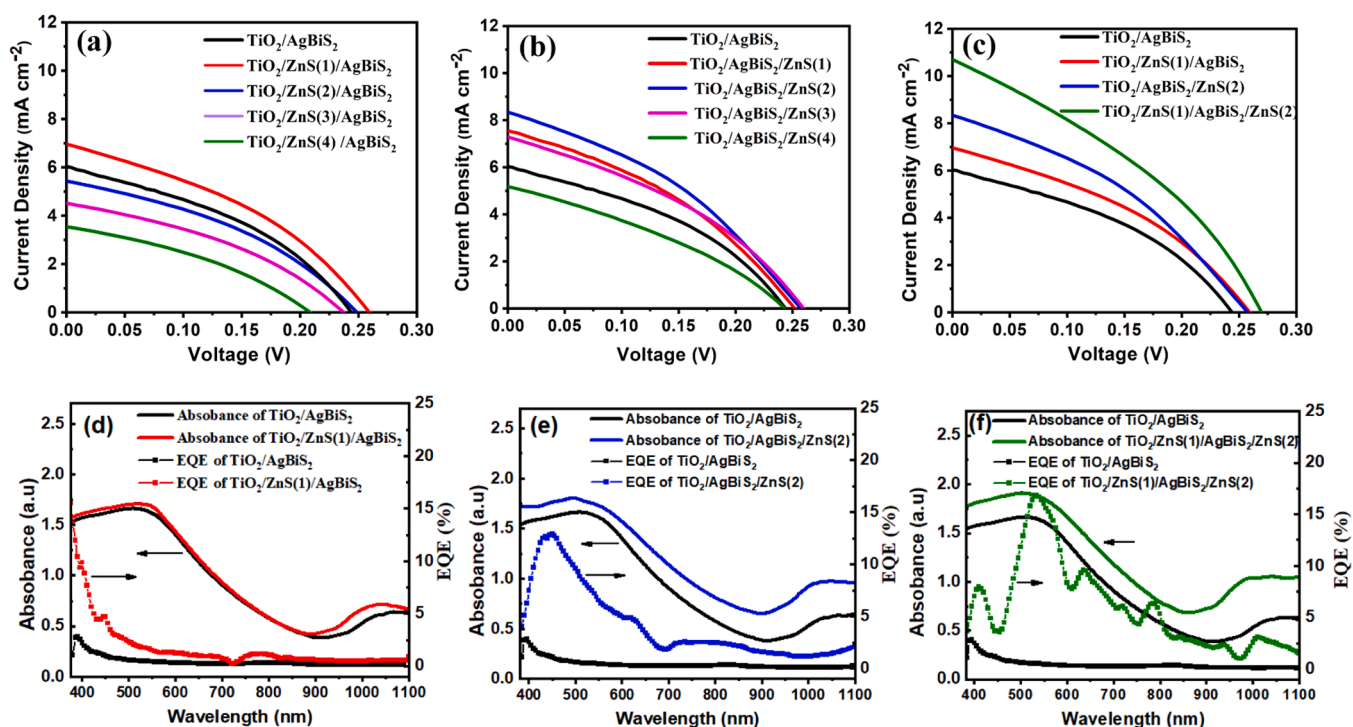 (a)
TiO₂/AgBiS₂
TiO₂/ZnS(1)/AgBiS₂
TiO₂/ZnS(2)/AgBiS₂
TiO₂/ZnS(3)/AgBiS₂
TiO₂/ZnS(4) /AgBiS₂
Current Density (mA cm⁻²)
12
10
8
6
4
2
0
0.00 0.05 0.10 0.15 0.20 0.25 0.30
Voltage (V)
(b)
TiO₂/AgBiS₂
TiO₂/AgBiS₂/ZnS(1)
TiO₂/AgBiS₂/ZnS(2)
TiO₂/AgBiS₂/ZnS(3)
TiO₂/AgBiS₂/ZnS(4)
Current Density (mA cm⁻²)
12
10
8
6
4
2
0
0.00 0.05 0.10 0.15 0.20 0.25 0.30
Voltage (V)
(c)
TiO₂/AgBiS₂
TiO₂/ZnS(1)/AgBiS₂
TiO₂/AgBiS₂/ZnS(2)
TiO₂/ZnS(1)/AgBiS₂/ZnS(2)
Current Density (mA cm⁻²)
12
10
8
6
4
2
0
0.00 0.05 0.10 0.15 0.20 0.25 0.30
Voltage (V)
(d)
Absobance of TiO₂/AgBiS₂
Absobance of TiO₂/ZnS(1)/AgBiS₂
EQE of TiO₂/AgBiS₂
EQE of TiO₂/ZnS(1)/AgBiS₂
Absorbance (a.u)
2.5
2.0
1.5
1.0
0.5
0.0
25
20
15
10
5
0
EQE (%)
400 500 600 700 800 900 1000 1100
Wavelength (nm)
(e)
Absobance of TiO₂/AgBiS₂
Absobance of TiO₂/AgBiS₂/ZnS(2)
EQE of TiO₂/AgBiS₂
EQE of TiO₂/AgBiS₂/ZnS(2)
Absorbance (a.u)
2.5
2.0
1.5
1.0
0.5
0.0
25
20
15
10
5
0
EQE (%)
400 500 600 700 800 900 1000 1100
Wavelength (nm)
(f)
Absobance of TiO₂/AgBiS₂
Absobance of TiO₂/ZnS(1)/AgBiS₂/ZnS(2)
EQE of TiO₂/AgBiS₂
EQE of TiO₂/ZnS(1)/AgBiS₂/ZnS(2)
Absorbance (a.u)
2.5
2.0
1.5
1.0
0.5
0.0
25
20
15
10
5
0
EQE (%)
400 500 600 700 800 900 1000 1100
Wavelength (nm)